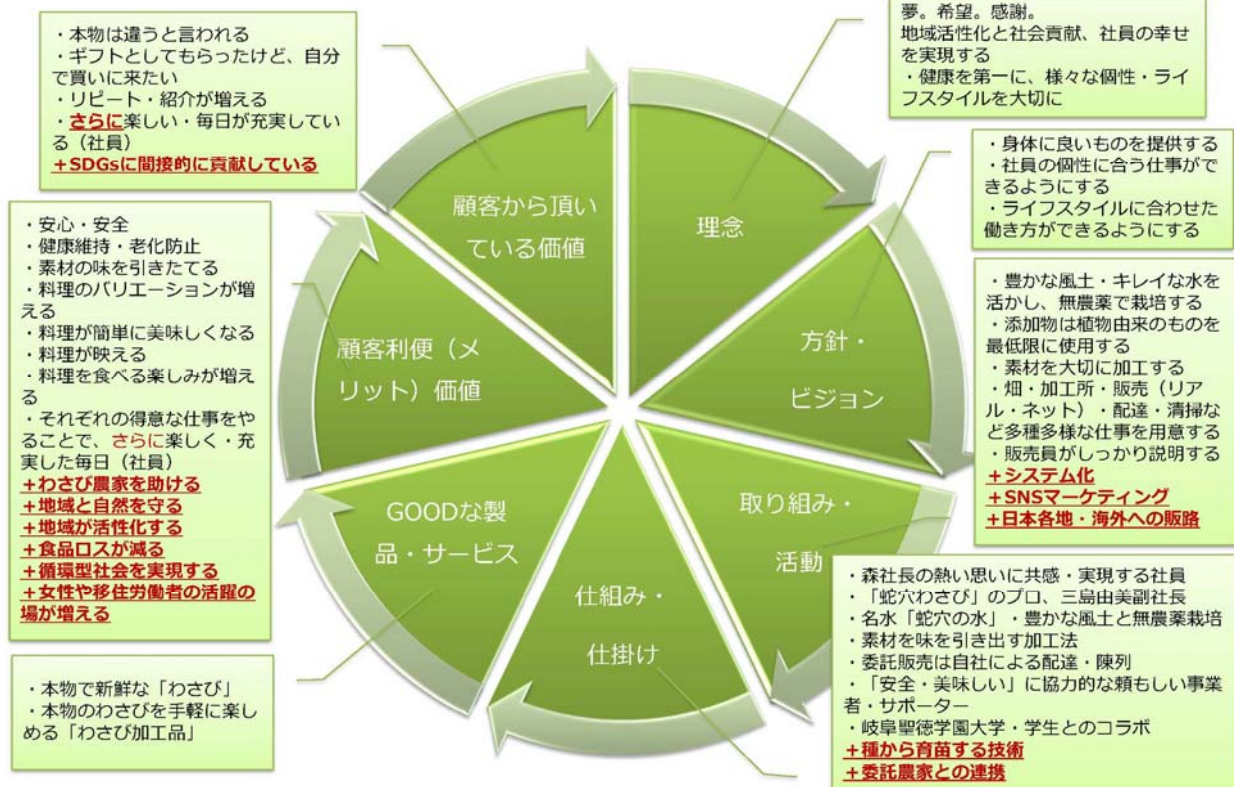 ・本物は違うと言われる
・ギフトとしてもらったけど、自分
で買いに来たい
・リピート・紹介が増える
・さらに楽しい・毎日が充実してい
る（社員）
+SDGsに間接的に貢献している
夢。希望。感謝。
地域活性化と社会貢献、社員の幸せ
を実現する
・健康を第一に、様々な個性・ライ
フスタイルを大切に
・身体に良いものを提供する
・社員の個性に合う仕事がで
きるようにする
・ライフスタイルに合わせた
働き方ができるようにする
・安心・安全
・健康維持・老化防止
・素材の味を引きたてる
・料理のバリエーションが増
える
・料理が簡単に美味しくなる
・料理が映える
・料理を食べる楽しみが増え
る
・それぞれの得意な仕事をや
ることで、さらに楽しく・充
実した毎日（社員）
+わさび農家を助ける
+地域と自然を守る
+地域が活性化する
+食品ロスが減る
+循環型社会を実現する
+女性や移住労働者の活躍の
場が増える
・豊かな風土・キレイな水を
活かし、無農薬で栽培する
・添加物は植物由来のものを
最低限に使用する
・素材を大切に加工する
・畑・加工所・販売（リア
ル・ネット）・配達・清掃な
ど多種多様な仕事を用意する
・販売員がしっかり説明する
+システム化
+SNSマーケティング
+日本各地・海外への販路
顧客から頂い
ている価値
理念
顧客利便（メ
リット）価値
方針・
ビジョン
GOODな製
品・サービス
取り組み・
活動
仕組み・
仕掛け
・本物で新鮮な「わさび」
・本物のわさびを手軽に楽し
める「わさび加工品」
・森社長の熱い思いに共感・実現する社員
・「蛇穴わさび」のプロ、三島由美副社長
・名水「蛇穴の水」・豊かな風土と無農薬栽培
・素材を味を引き出す加工法
・委託販売は自社による配達・陳列
・「安全・美味しい」に協力的な頼もしい事業
者・サポーター
・岐阜聖徳学園大学・学生とのコラボ
+種から育苗する技術
+委託農家との連携